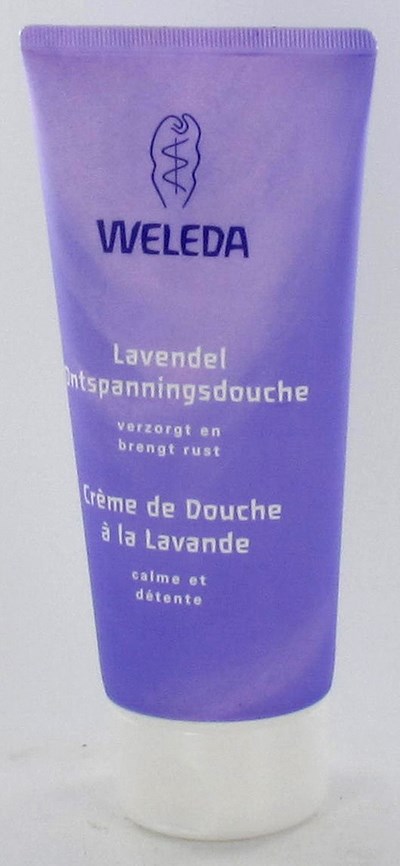 WELEDA
Lavendel
Ontspanningsdouche
verzorgt en
brengt rust
Crème de Douche
à la Lavande
calme et
détente